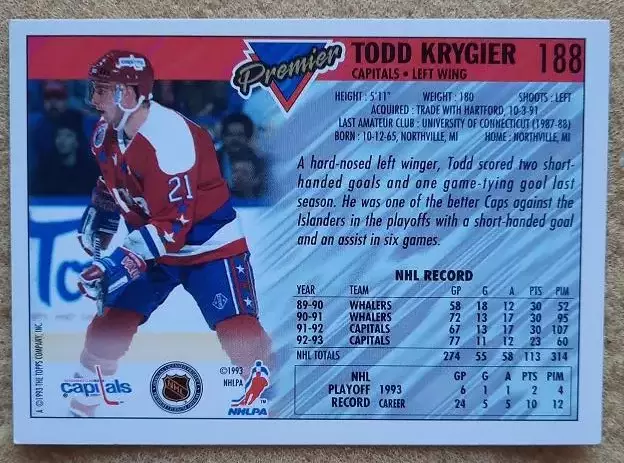 Premier
TODD KRYGIER 188
CAPITALS • LEFT WING
HEIGHT : 5'11" WEIGHT : 180 SHOOTS : LEFT
ACQUIRED : TRADE WITH HARTFORD, 10-3-91
LAST AMATEUR CLUB : UNIVERSITY OF CONNECTICUT (1987-88)
BORN : 10-12-65, NORTHVILLE, MI HOME : NORTHVILLE, MI
A hard-nosed left winger, Todd scored two short-
handed goals and one game-tying goal last
season. He was one of the better Caps against the
Islanders in the playoffs with a short-handed goal
and an assist in six games.
NHL RECORD
YEAR TEAM GP G A PTS PIM
89-90 WHALERS 58 18 12 30 52
90-91 WHALERS 72 13 17 30 95
91-92 CAPITALS 67 13 17 30 107
92-93 CAPITALS 77 11 12 23 60
NHL TOTALS 274 55 58 113 314
NHL GP G A PTS PIM
PLAYOFF 1993 6 1 1 2 4
RECORD CAREER 24 5 5 10 12
21
capitals
NHL
©1993
NHLPA
NHLPA
™
A ©1993 THE TOPPS COMPANY, INC.